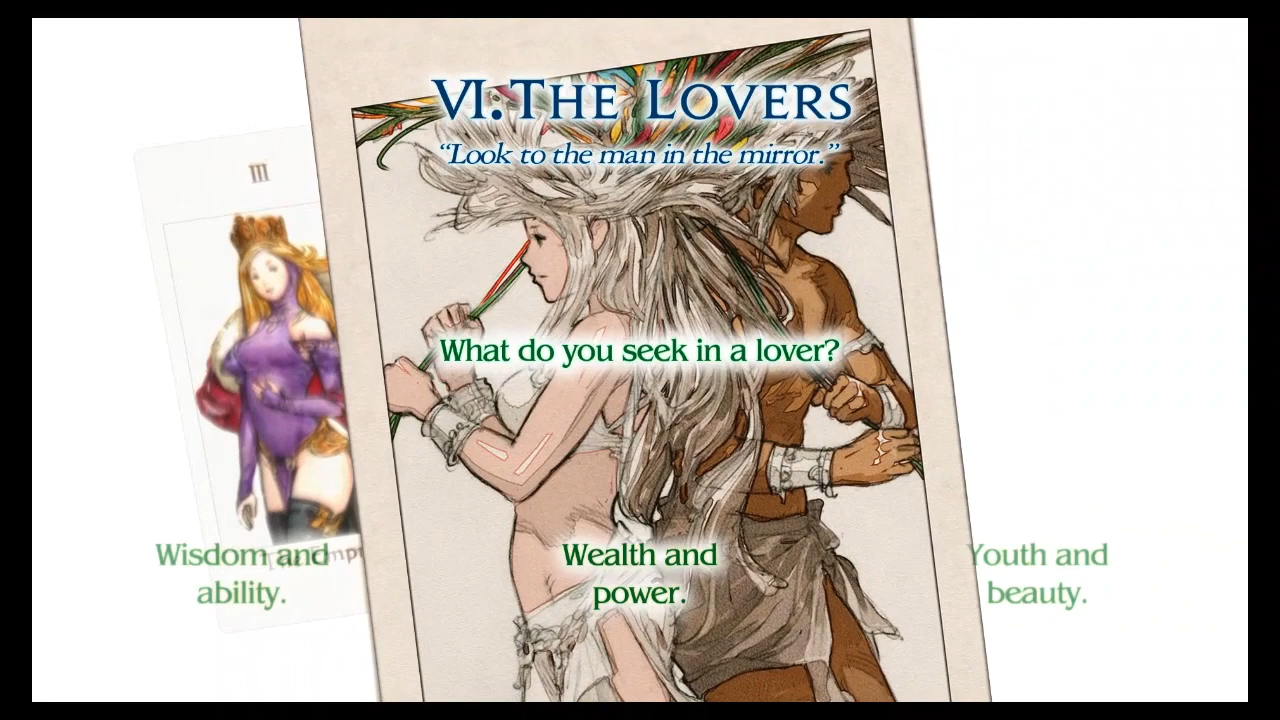 VI. THE LOVERS
“Look to the man in the mirror.”
III
What do you seek in a lover?
Wisdom and
ability.
Wealth and
power.
Youth and
beauty.